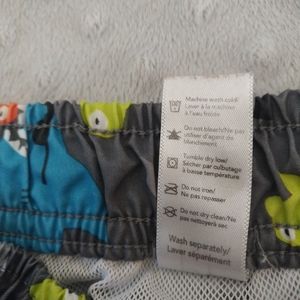 Machine wash cold/
Laver à la machine
à l'eau froide
Do not bleach/Ne pas
utiliser d'agent de
blanchiment
Tumble dry low/
Sécher par culbutage
à basse température
Do not iron/
Ne pas repasser
Do not dry clean/Ne
pas nettoyer à sec
Wash separately/
Laver séparément